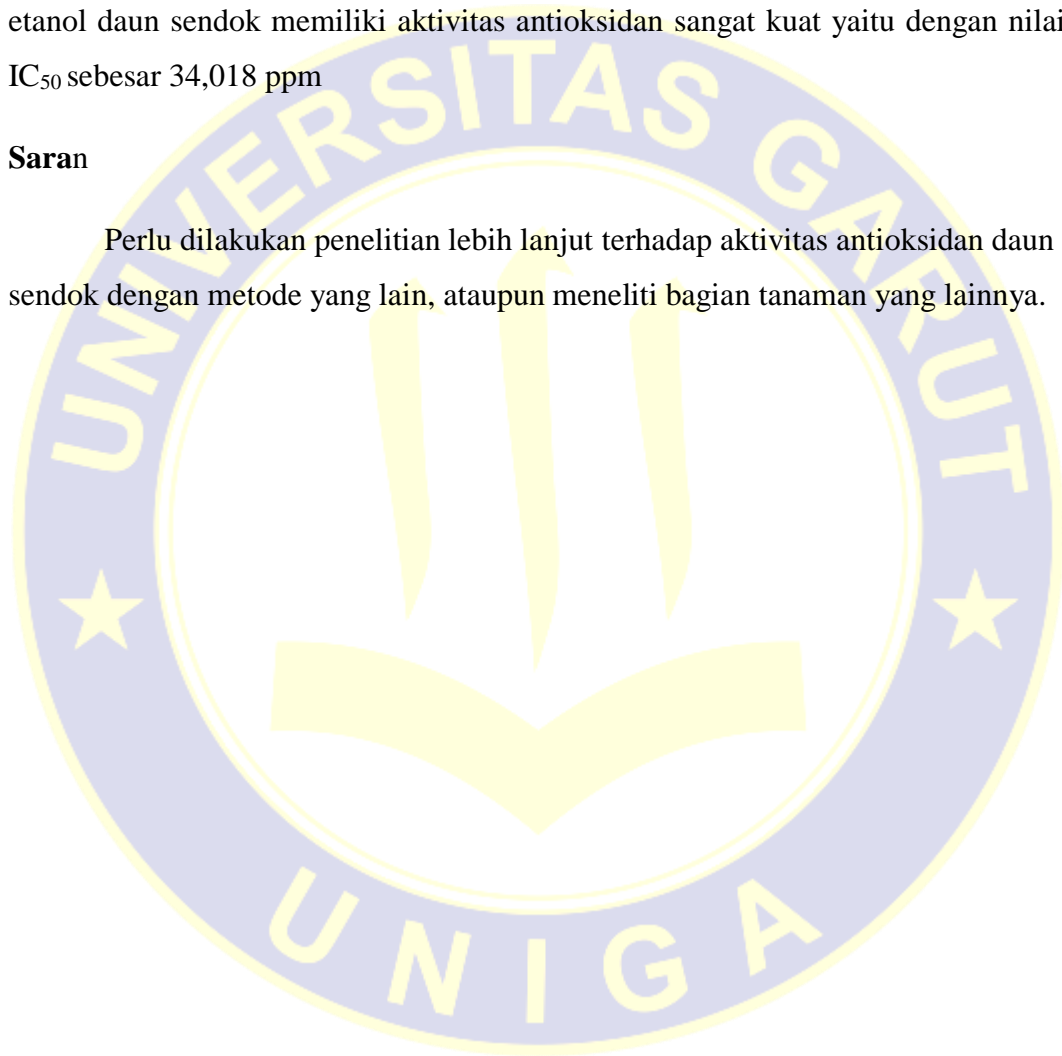 etanol daun sendok memiliki aktivitas antioksidan sangat kuat yaitu dengan nilai
IC₅₀ sebesar 34,018 ppm
Saran
Perlu dilakukan penelitian lebih lanjut terhadap aktivitas antioksidan daun
sendok dengan metode yang lain, ataupun meneliti bagian tanaman yang lainnya.
UNIVERSITAS GARUT
UNIGA